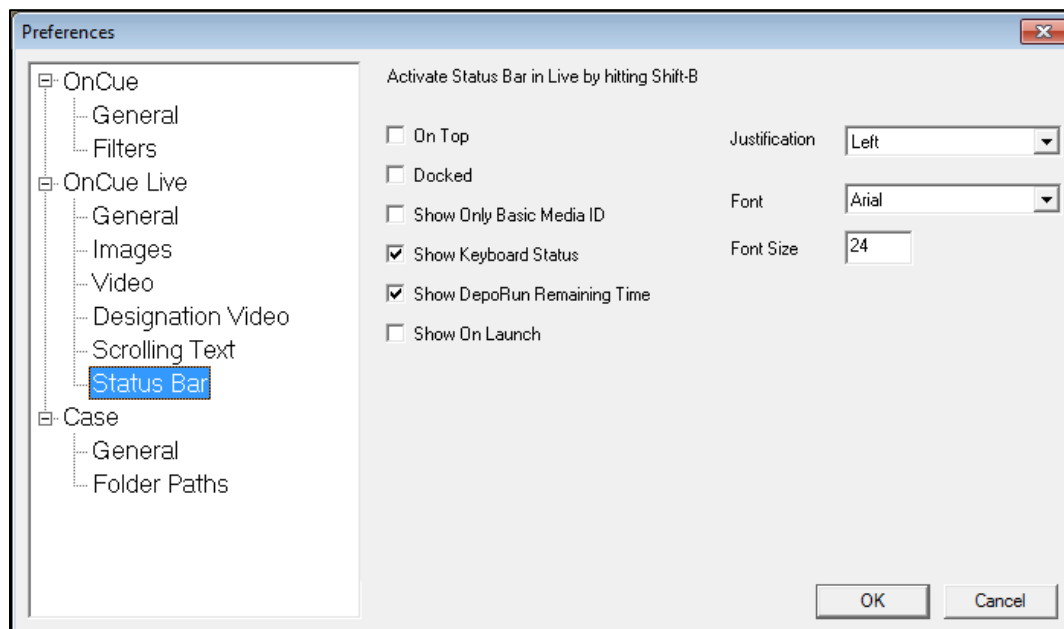 Preferences
OnCue
General
Filters
OnCue Live
General
Images
Video
Designation Video
Scrolling Text
Status Bar
Case
General
Folder Paths
Activate Status Bar in Live by hitting Shift-B
On Top
Docked
Show Only Basic Media ID
Show Keyboard Status
Show DepoRun Remaining Time
Show On Launch
Justification Left
Font Arial
Font Size 24
OK Cancel